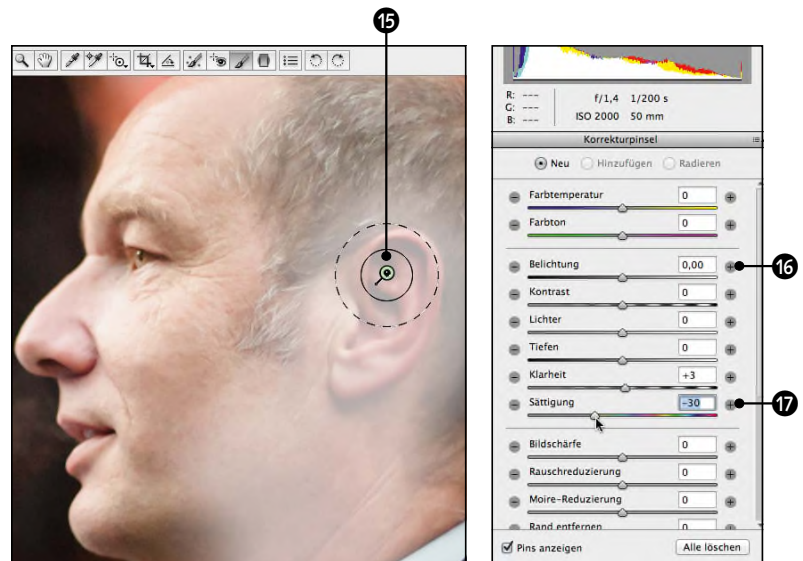 15
R: ---
G: ---
B: ---
f/1,4 1/200 s
ISO 2000 50 mm
Korrekturpinsel
Neu Hinzufügen Radieren
Farbtemperatur 0
Farbton 0
Belichtung 0,00
16
Kontrast 0
Lichter 0
Tiefen 0
Klarheit +3
Sättigung -30
17
Bildschärfe 0
Rauschreduzierung 0
Moire-Reduzierung 0
Rand entfernen 0
Pins anzeigen Alle löschen